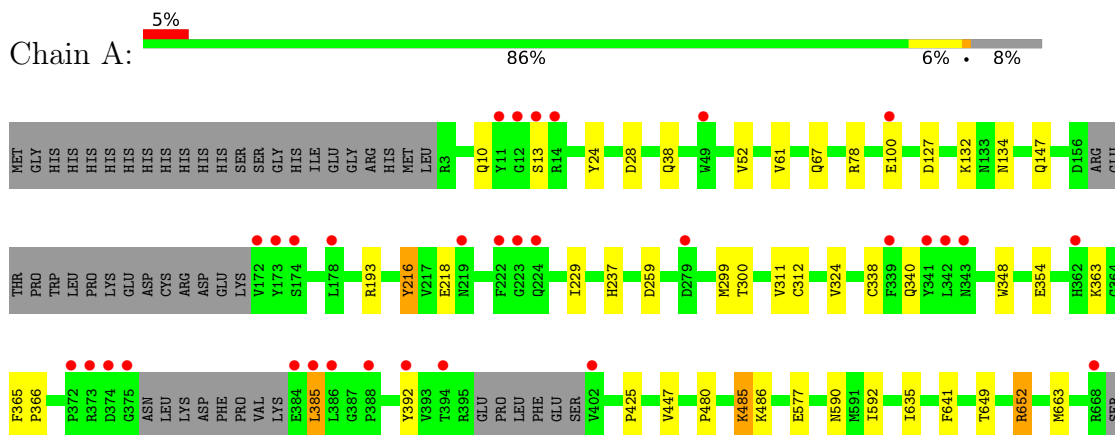 5%
Chain A:
86% 6% • 8%
MET GLY HIS HIS HIS HIS HIS HIS HIS HIS HIS HIS SER SER GLY HIS ILE GLU GLY ARG HIS MET LEU R3 Q10 Y11 G12 S13 R14 Y24 D28 Q38 W49 V52 V61 Q67 R78 E100 D127 K132 N133 N134 Q147 D156 ARG GLU
THR PRO TRP LEU PRO PRO LYS GLU ASP CYS ARG ASP GLU LYS V172 Y173 S174 L178 R193 Y216 V217 E218 N219 F222 G223 Q224 I229 H237 D259 D279 M299 T300 V311 C312 V324 C338 F339 Q340 Y341 L342 N343 W348 E354 H362 K363 G364
F365 P366 P372 R373 D374 G375 ASN LEU LYS ASP PHE PRO VAL LYS E384 L385 L386 G387 P388 Y392 V393 T394 R395 GLU PRO LEU PHE GLU SER V402 P425 V447 P480 K485 K486 E577 N590 M591 I592 I635 F641 T649 R652 M663 R668 SER